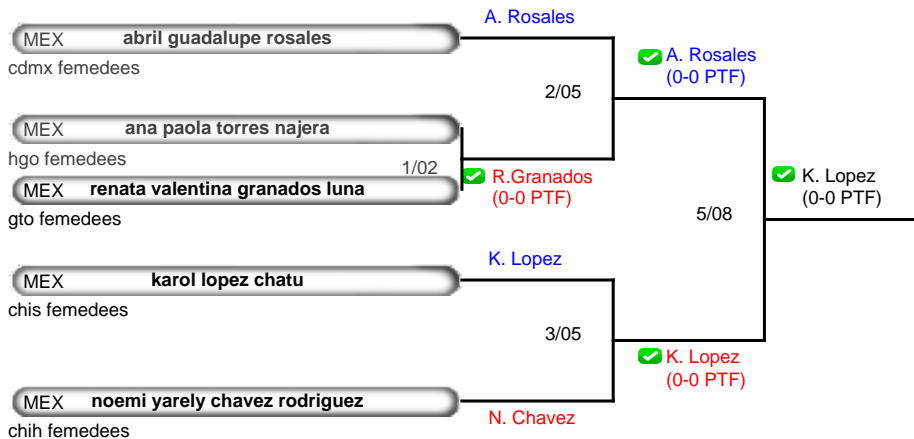 A. Rosales
MEX abril guadalupe rosales
cdmx femedees
A. Rosales
(0-0 PTF)
2/05
MEX ana paola torres najera
hgo femedees
1/02
MEX renata valentina granados luna
gto femedees
R.Granados
(0-0 PTF)
K. Lopez
(0-0 PTF)
5/08
K. Lopez
MEX karol lopez chatu
chis femedees
3/05
K. Lopez
(0-0 PTF)
MEX noemi yarely chavez rodriguez
chih femedees
N. Chavez